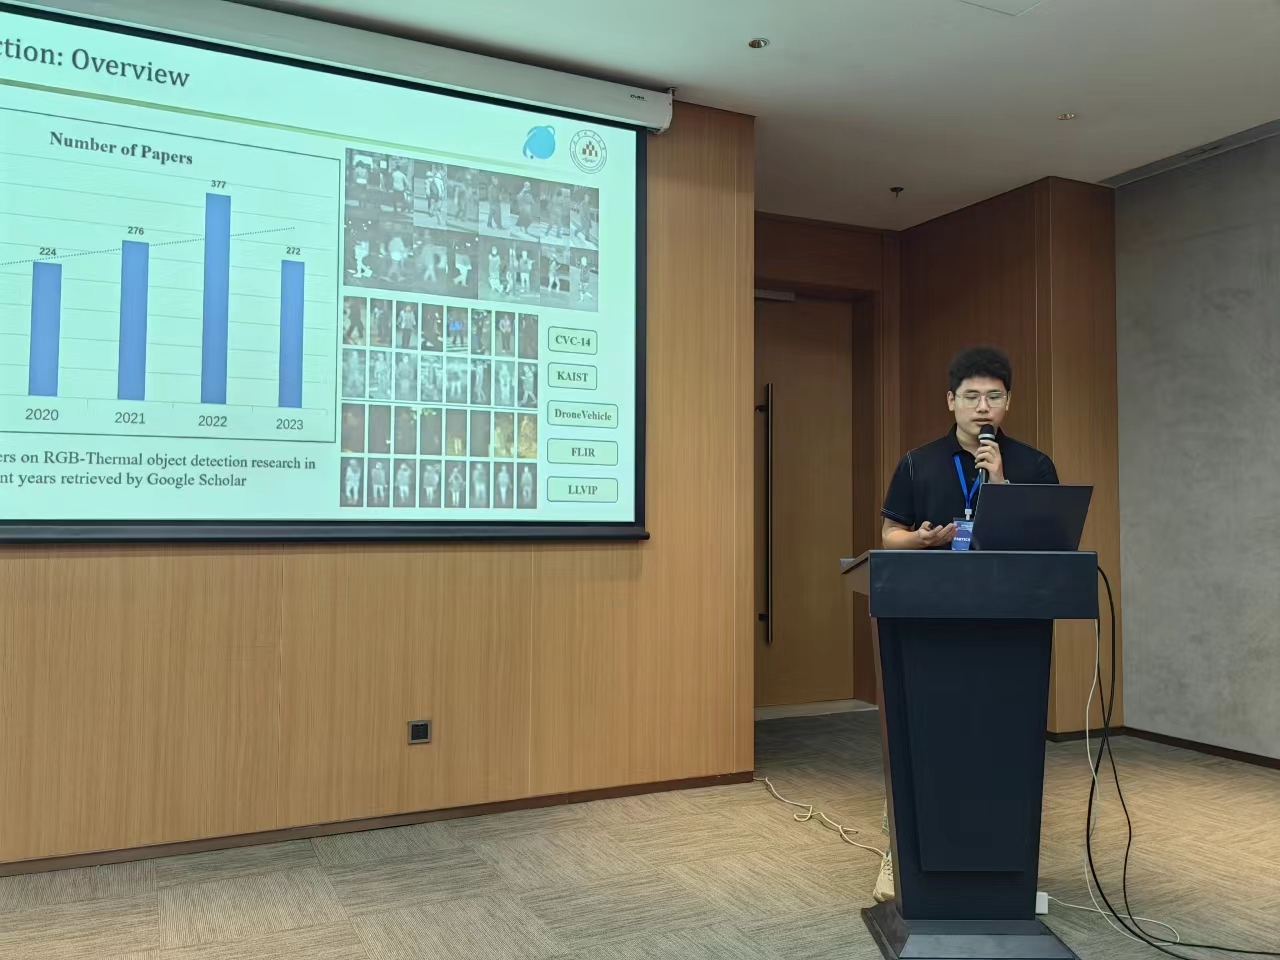 ction: Overview
Number of Papers
377
276
224
272
2020
2021
2022
2023
ers on RGB-Thermal object detection research in
nt years retrieved by Google Scholar
CVC-14
KAIST
DroneVehicle
FLIR
LLVIP